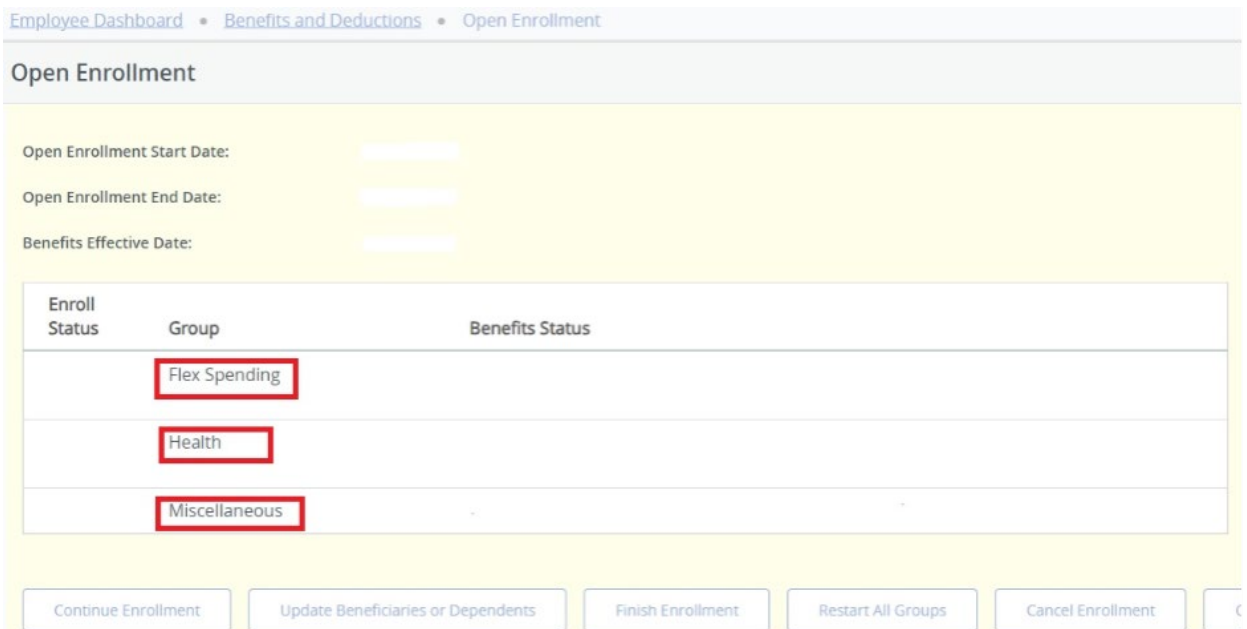 Employee Dashboard • Benefits and Deductions • Open Enrollment
Open Enrollment
Open Enrollment Start Date:
Open Enrollment End Date:
Benefits Effective Date:
Enroll
Status Group Benefits Status
Flex Spending
Health
Miscellaneous
Continue Enrollment Update Beneficiaries or Dependents Finish Enrollment Restart All Groups Cancel Enrollment